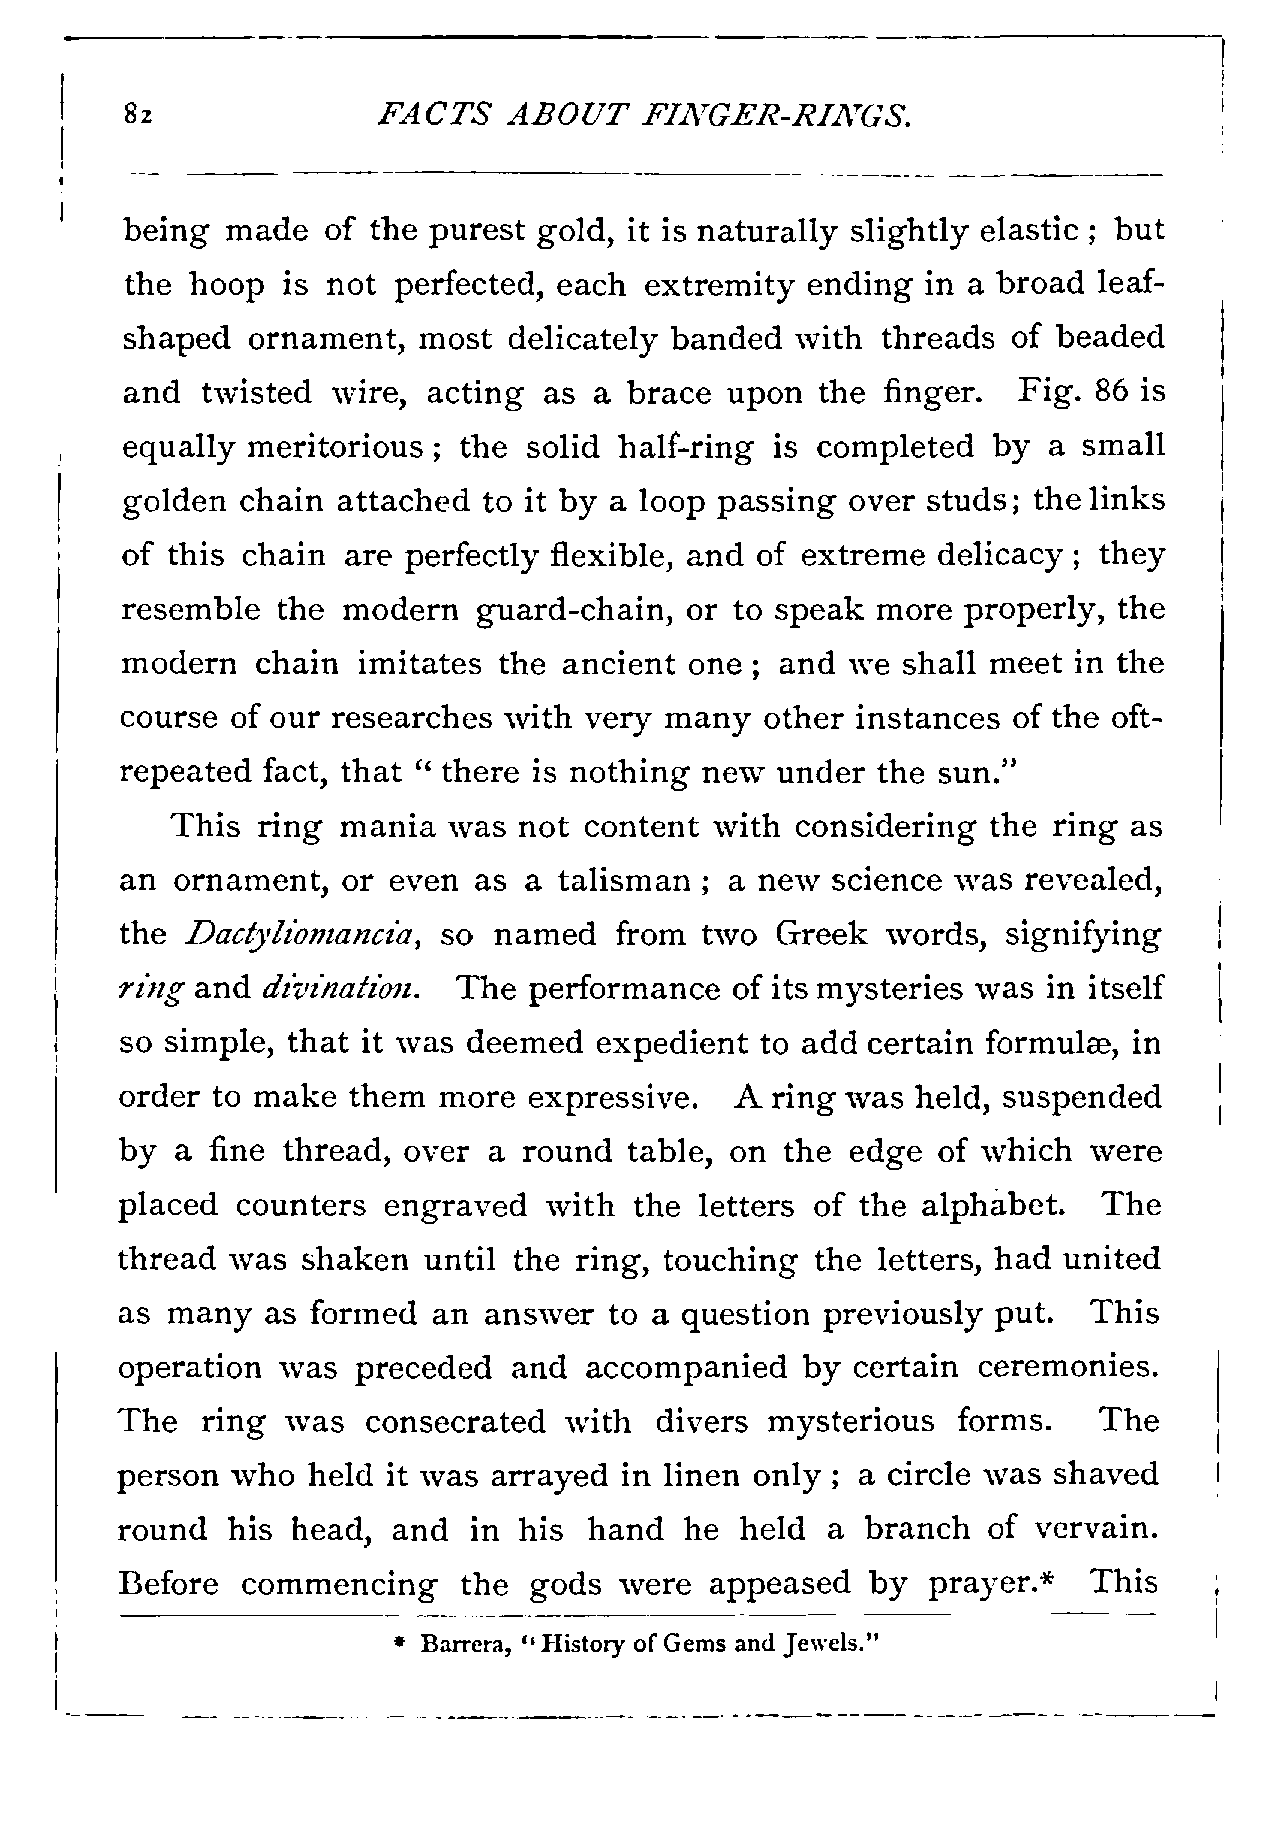 82 FACTS ABOUT FINGER-RINGS.
being made of the purest gold, it is naturally slightly elastic ; but
the hoop is not perfected, each extremity ending in a broad leaf-
shaped ornament, most delicately banded with threads of beaded
and twisted wire, acting as a brace upon the finger. Fig. 86 is
equally meritorious ; the solid half-ring is completed by a small
golden chain attached to it by a loop passing over studs; the links
of this chain are perfectly flexible, and of extreme delicacy ; they
resemble the modern guard-chain, or to speak more properly, the
modern chain imitates the ancient one ; and we shall meet in the
course of our researches with very many other instances of the oft-
repeated fact, that “ there is nothing new under the sun.”
This ring mania was not content with considering the ring as
an ornament, or even as a talisman ; a new science was revealed,
the Dactyliomancia, so named from two Greek words, signifying
ring and divination. The performance of its mysteries was in itself
so simple, that it was deemed expedient to add certain formulæ, in
order to make them more expressive. A ring was held, suspended
by a fine thread, over a round table, on the edge of which were
placed counters engraved with the letters of the alphabet. The
thread was shaken until the ring, touching the letters, had united
as many as formed an answer to a question previously put. This
operation was preceded and accompanied by certain ceremonies.
The ring was consecrated with divers mysterious forms. The
person who held it was arrayed in linen only ; a circle was shaved
round his head, and in his hand he held a branch of vervain.
Before commencing the gods were appeased by prayer.* This
* Barrera, “ History of Gems and Jewels.”